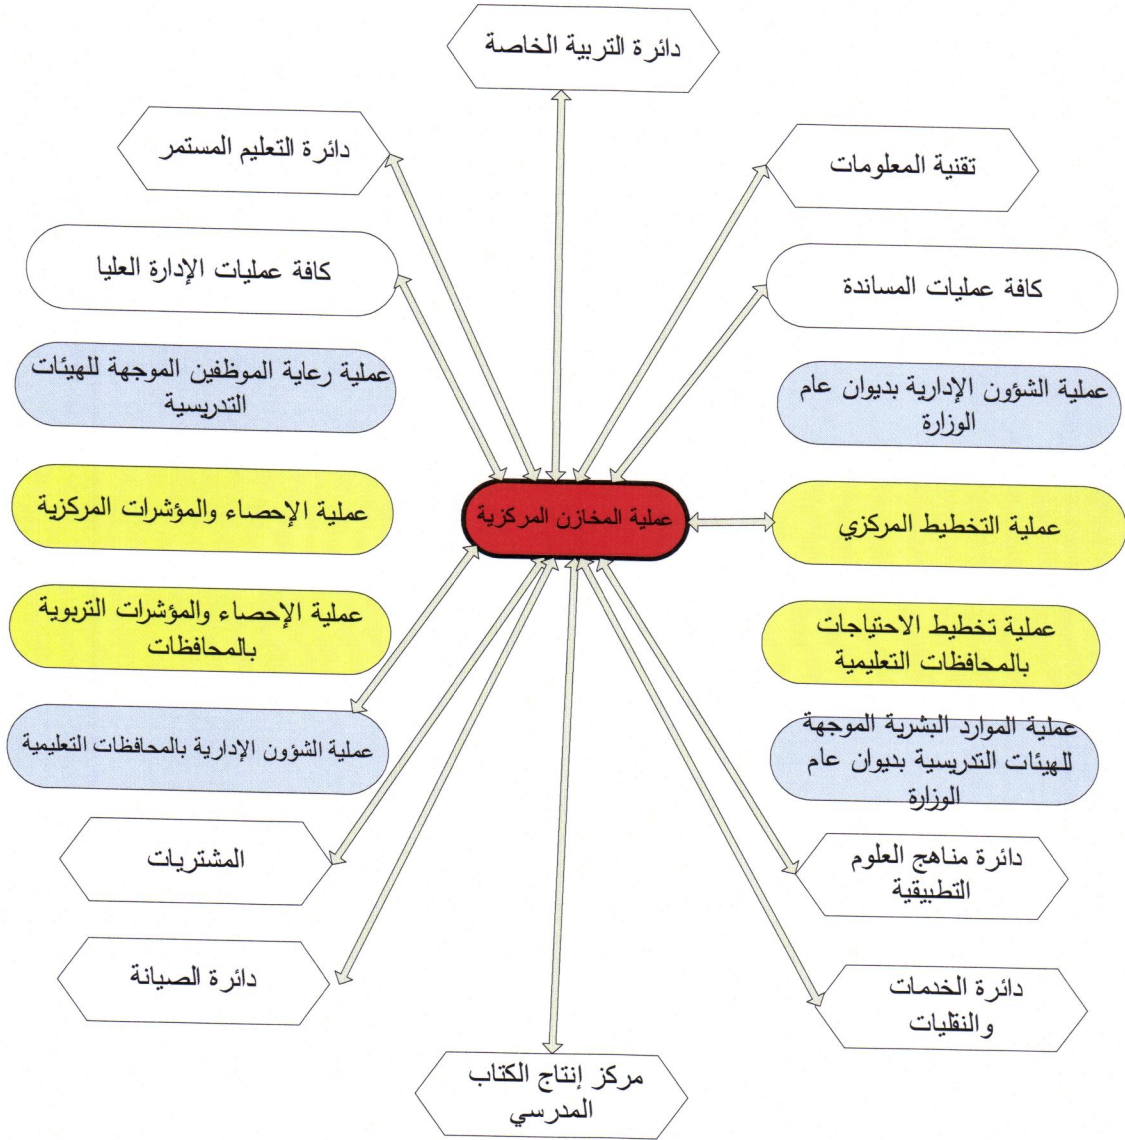 دائرة التربية الخاصة
تقنية المعلومات
دائرة التعليم المستمر
كافة عمليات المساندة
كافة عمليات الإدارة العليا
عملية الشؤون الإدارية بديوان عام
الوزارة
عملية رعاية الموظفين الموجهة للهيئات
التدريسية
عملية التخطيط المركزي
عملية المخازن المركزية
عملية الإحصاء والمؤشرات المركزية
عملية تخطيط الاحتياجات
بالمحافظات التعليمية
عملية الإحصاء والمؤشرات التربوية
بالمحافظات
عملية الموارد البشرية الموجهة
للهيئات التدريسية بديوان عام
الوزارة
عملية الشؤون الإدارية بالمحافظات التعليمية
دائرة مناهج العلوم
التطبيقية
المشتريات
دائرة الخدمات
والنقليات
دائرة الصيانة
مركز إنتاج الكتاب
المدرسي